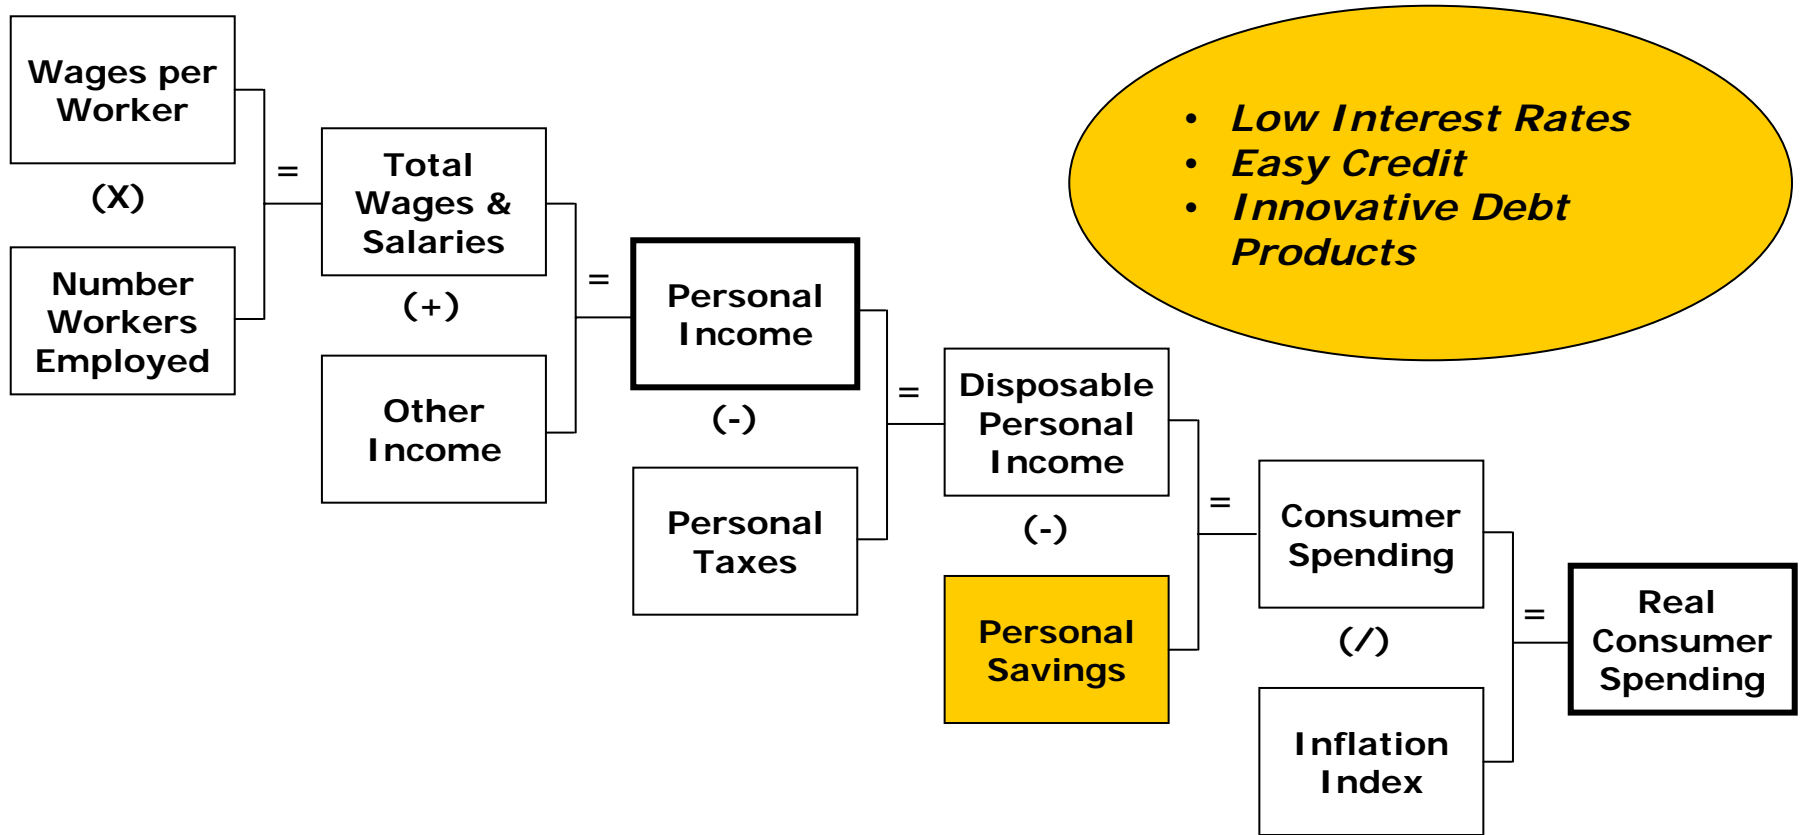 Wages per
Worker
(X)
Number
Workers
Employed
=
Total
Wages &
Salaries
(+)
Other
Income
=
Personal
Income
(-)
Personal
Taxes
=
Disposable
Personal
Income
(-)
Personal
Savings
=
Consumer
Spending
(/)
Inflation
Index
=
Real
Consumer
Spending
• Low Interest Rates
• Easy Credit
• Innovative Debt
Products